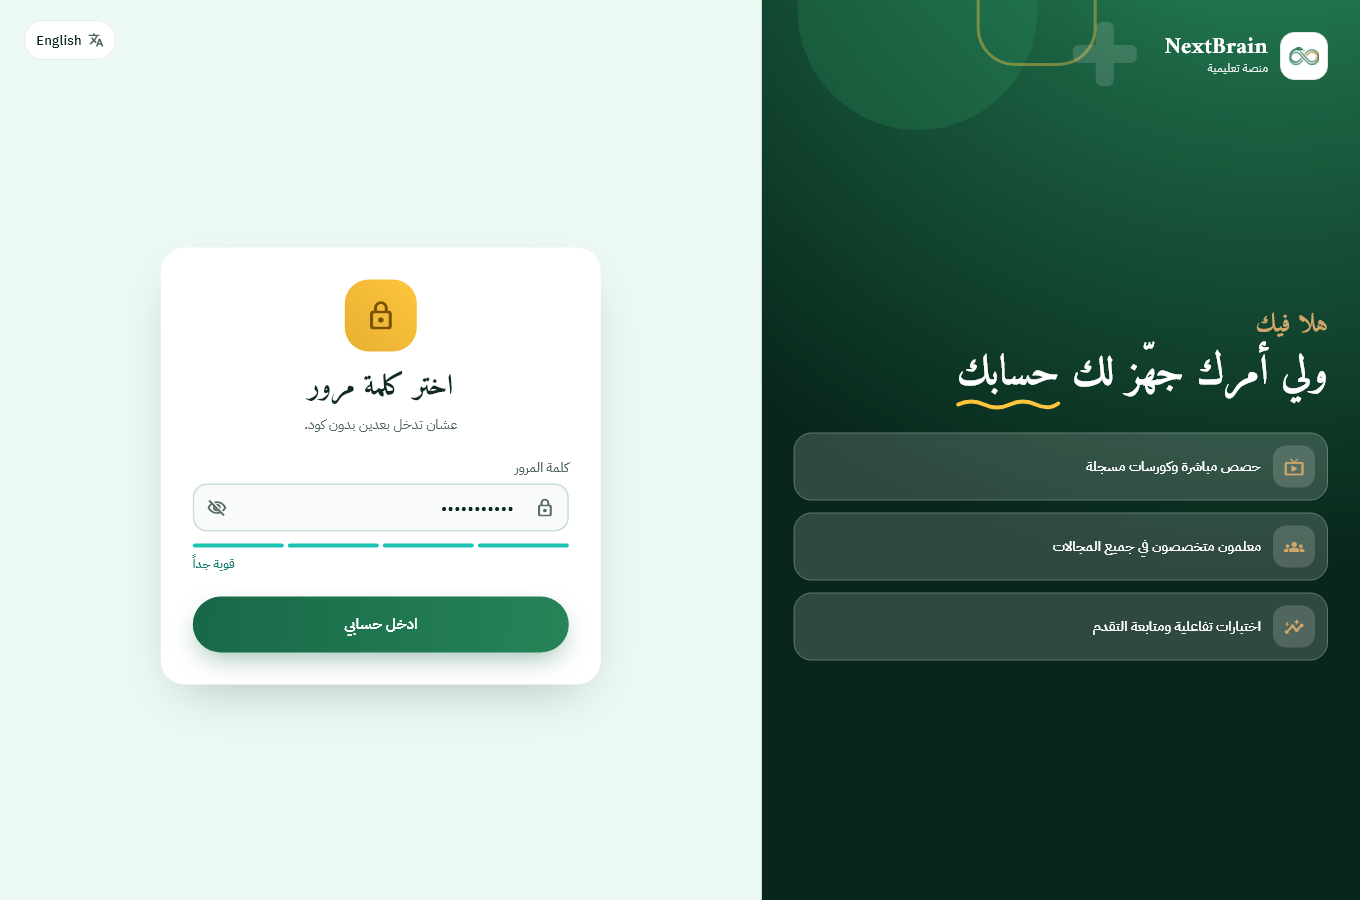 NextBrain
منصة تعليمية
هلا فيك
ولي أمرك جهّز لك حسابك
حصص مباشرة وكورسات مسجلة
معلمون متخصصون في جميع المجالات
اختبارات تفاعلية ومتابعة التقدم
English
اختر كلمة مرور
عشان تدخل بعدين بدون كود.
كلمة المرور
•••••••••••
قوية جداً
ادخل حسابي